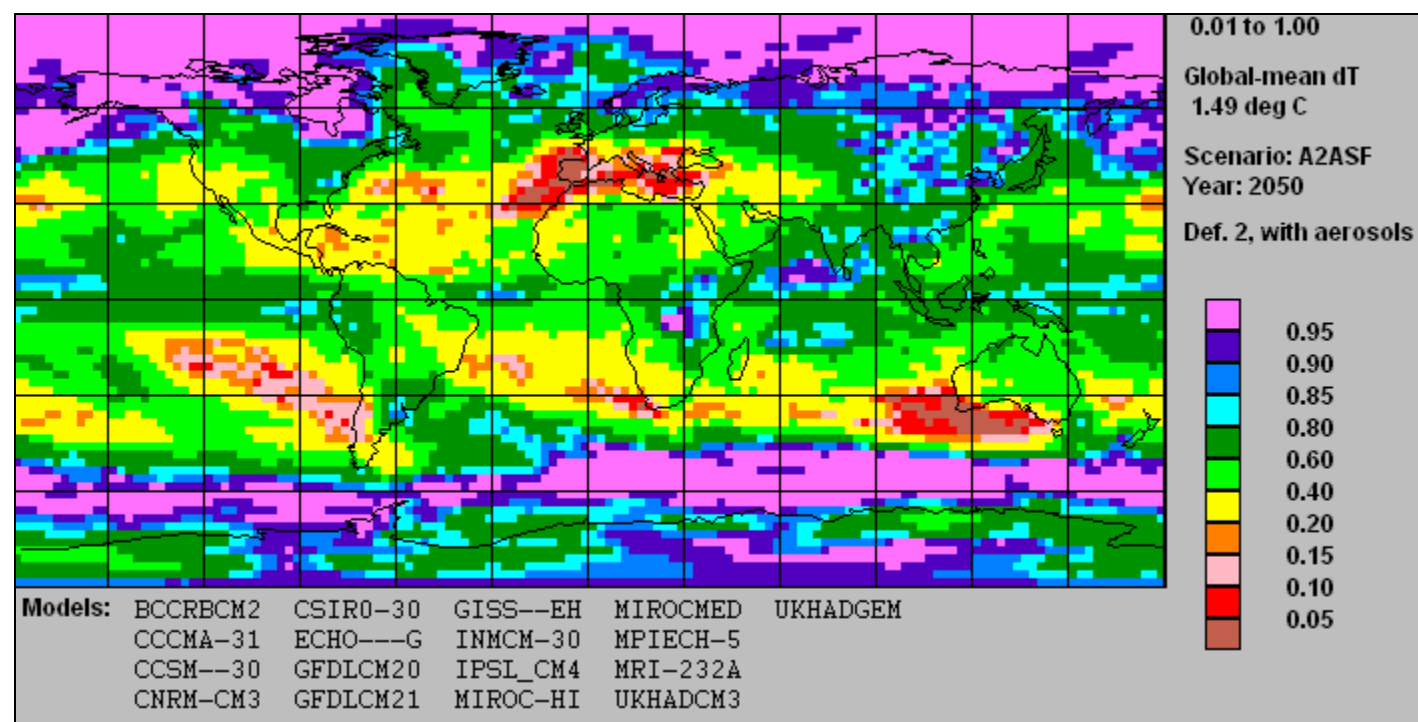 0.01 to 1.00
Global-mean dT
1.49 deg C
Scenario: A2ASF
Year: 2050
Def. 2, with aerosols
0.95
0.90
0.85
0.80
0.60
0.40
0.20
0.15
0.10
0.05
Models: BCCRBCM2 CSIR0-30 GISS--EH MIROCMED UKHADGEM
CCCMA-31 ECHO---G INMCM-30 MPIECH-5
CCSM--30 GFDLCM20 IPSL_CM4 MRI-232A
CNRM-CM3 GFDLCM21 MIROC-HI UKHADCM3